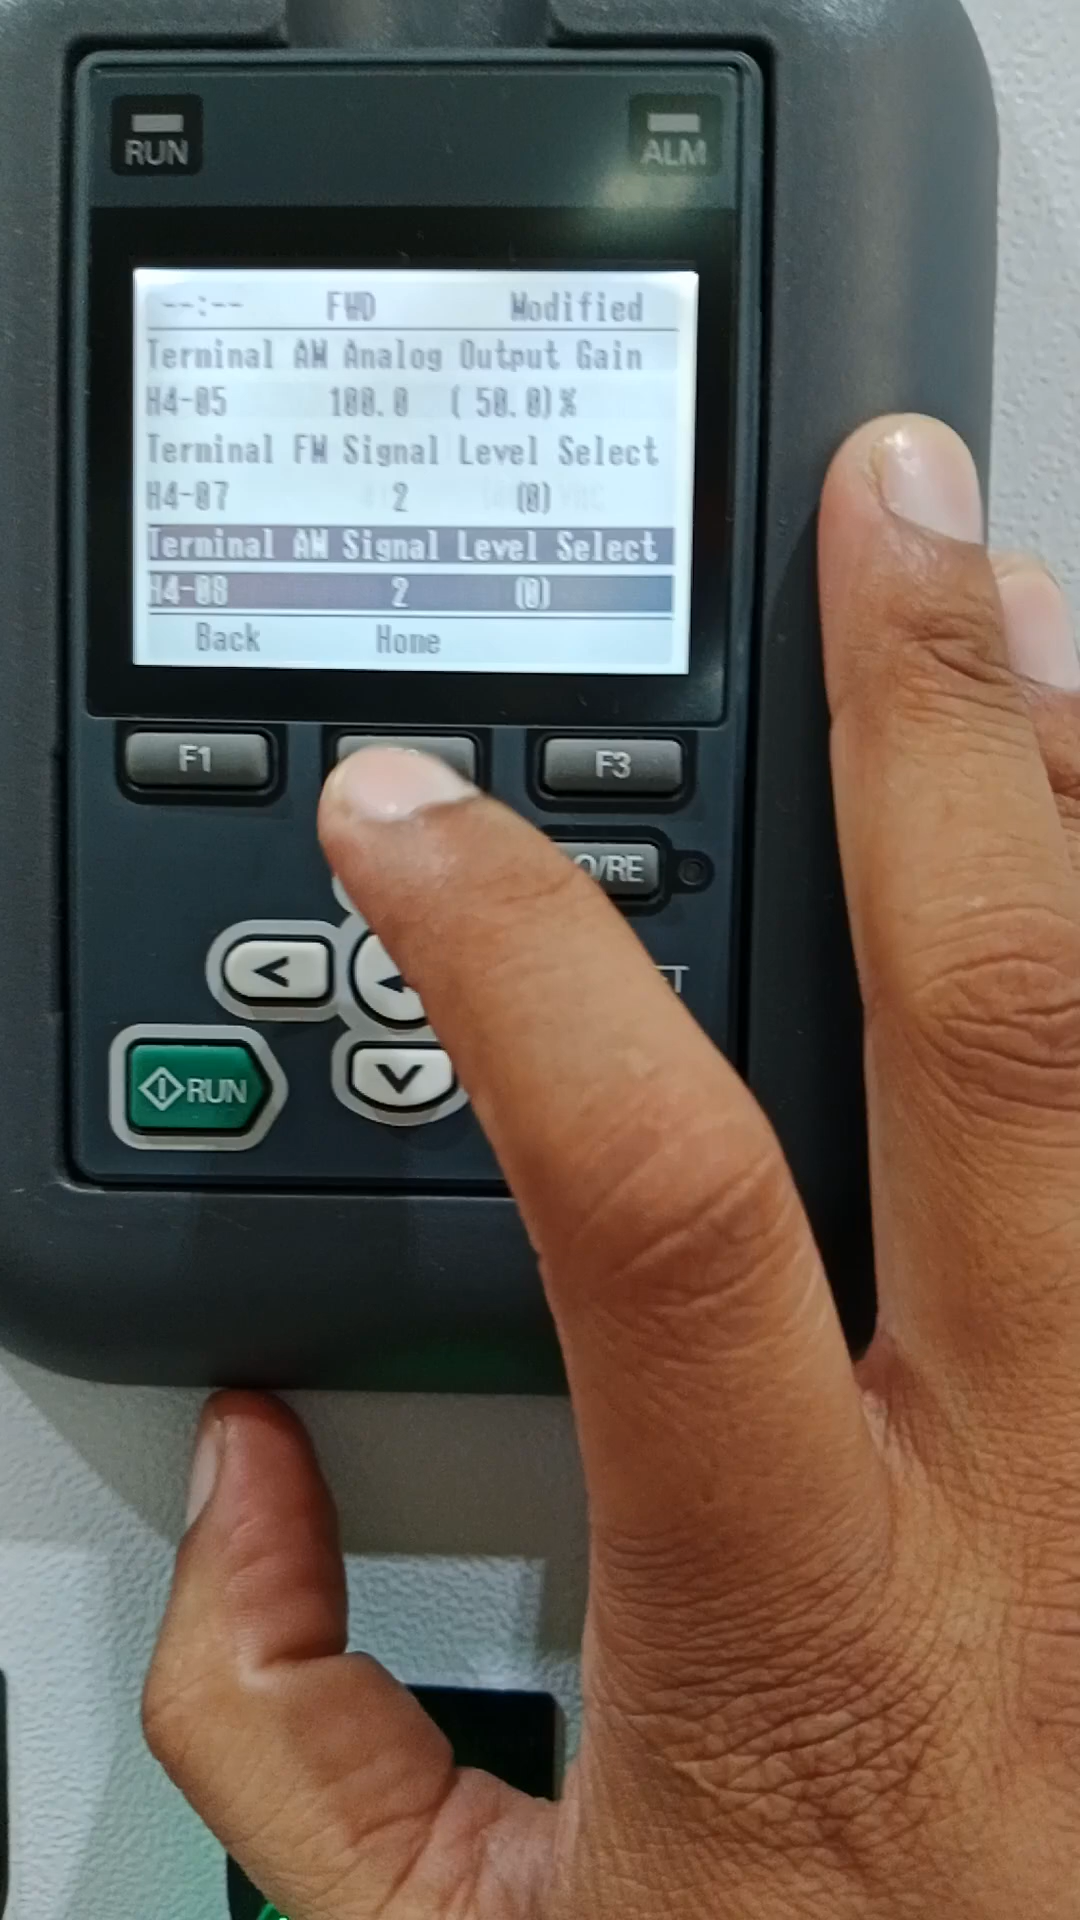 RUN
ALM
--:-- FWD Modified
Terminal AM Analog Output Gain
H4-05 100.0 ( 50.0)%
Terminal FM Signal Level Select
H4-07 2 (0)
Terminal AM Signal Level Select
H4-08 2 (0)
Back Home
F1
F3
O/RE
RUN